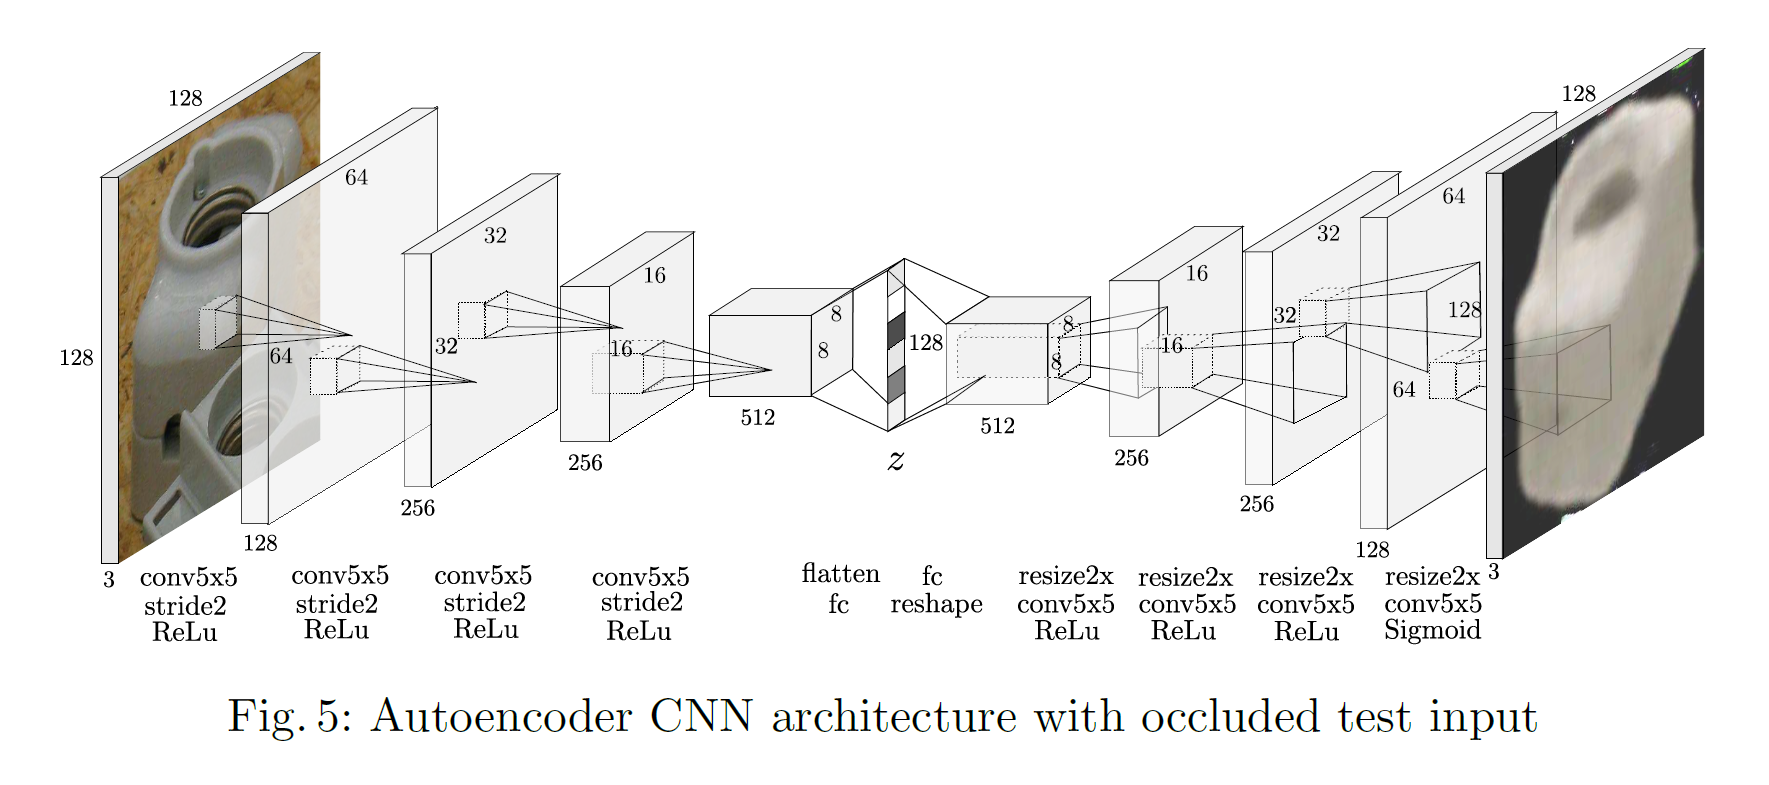 128
128
3
64
64
128
32
32
256
16
16
256
8
8
512
128
z
8
8
512
16
16
256
32
32
256
64
64
128
128
128
3
conv5x5
stride2
ReLu
conv5x5
stride2
ReLu
conv5x5
stride2
ReLu
conv5x5
stride2
ReLu
flatten
fc
fc
reshape
resize2x
conv5x5
ReLu
resize2x
conv5x5
ReLu
resize2x
conv5x5
ReLu
resize2x
conv5x5
Sigmoid
Fig. 5: Autoencoder CNN architecture with occluded test input